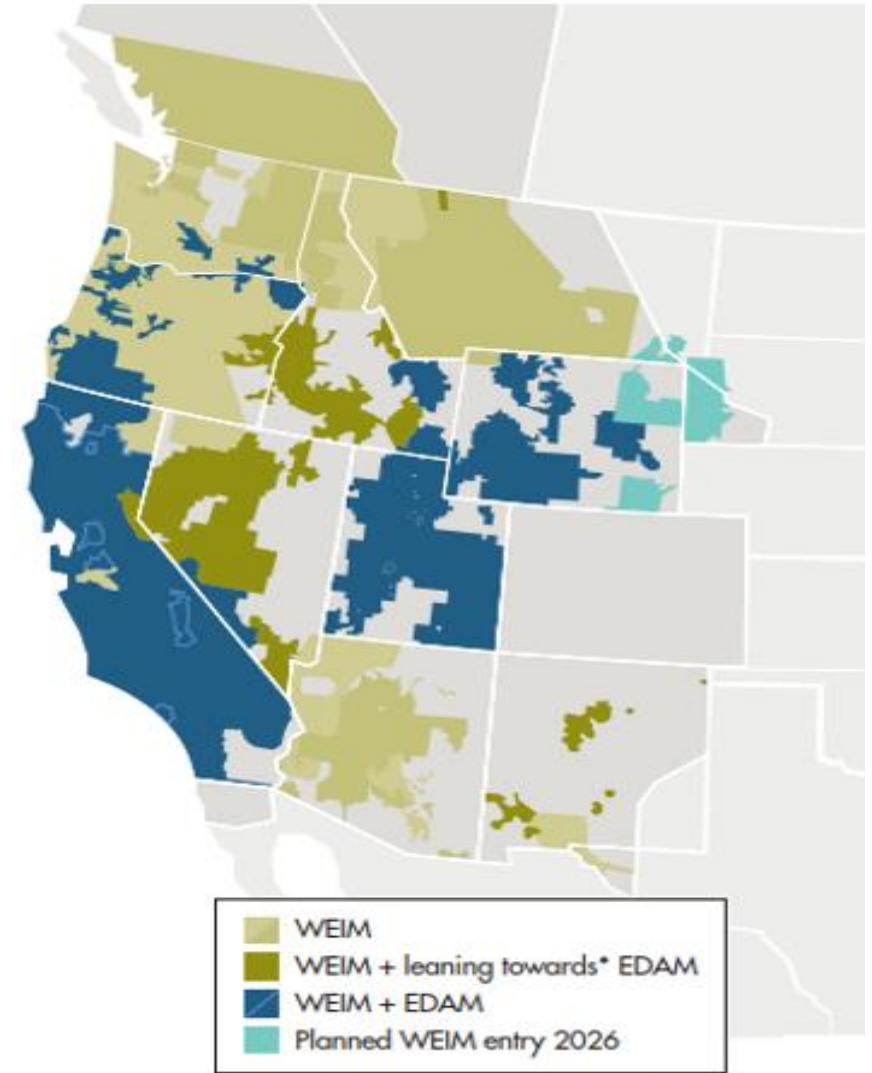 WEIM
WEIM + leaning towards* EDAM
WEIM + EDAM
Planned WEIM entry 2026